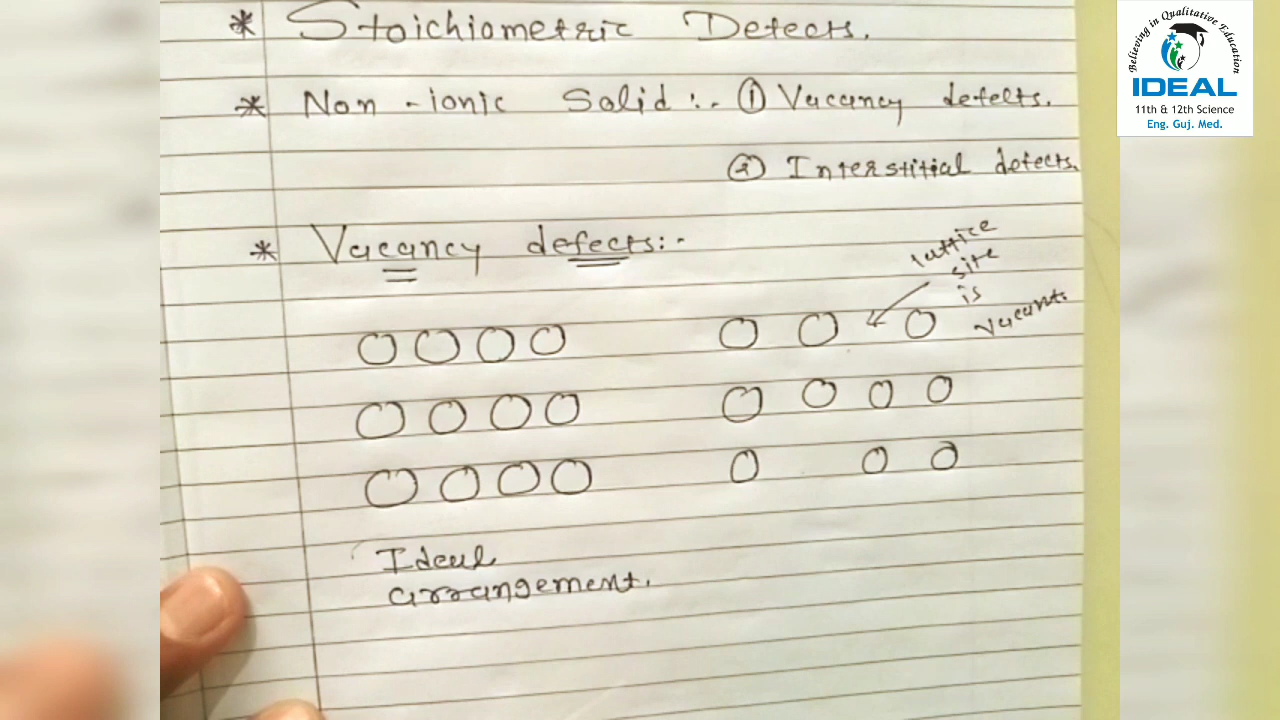 * Stoichiometric Defects.
* Non-ionic Solid :- ① Vacancy defects.
② Interstitial defects.
* Vacancy defects:-
lattice
site
is
vacant.
Ideal
arrangement.
Believing in Qualitative Education
IDEAL
11th & 12th Science
Eng. Guj. Med.